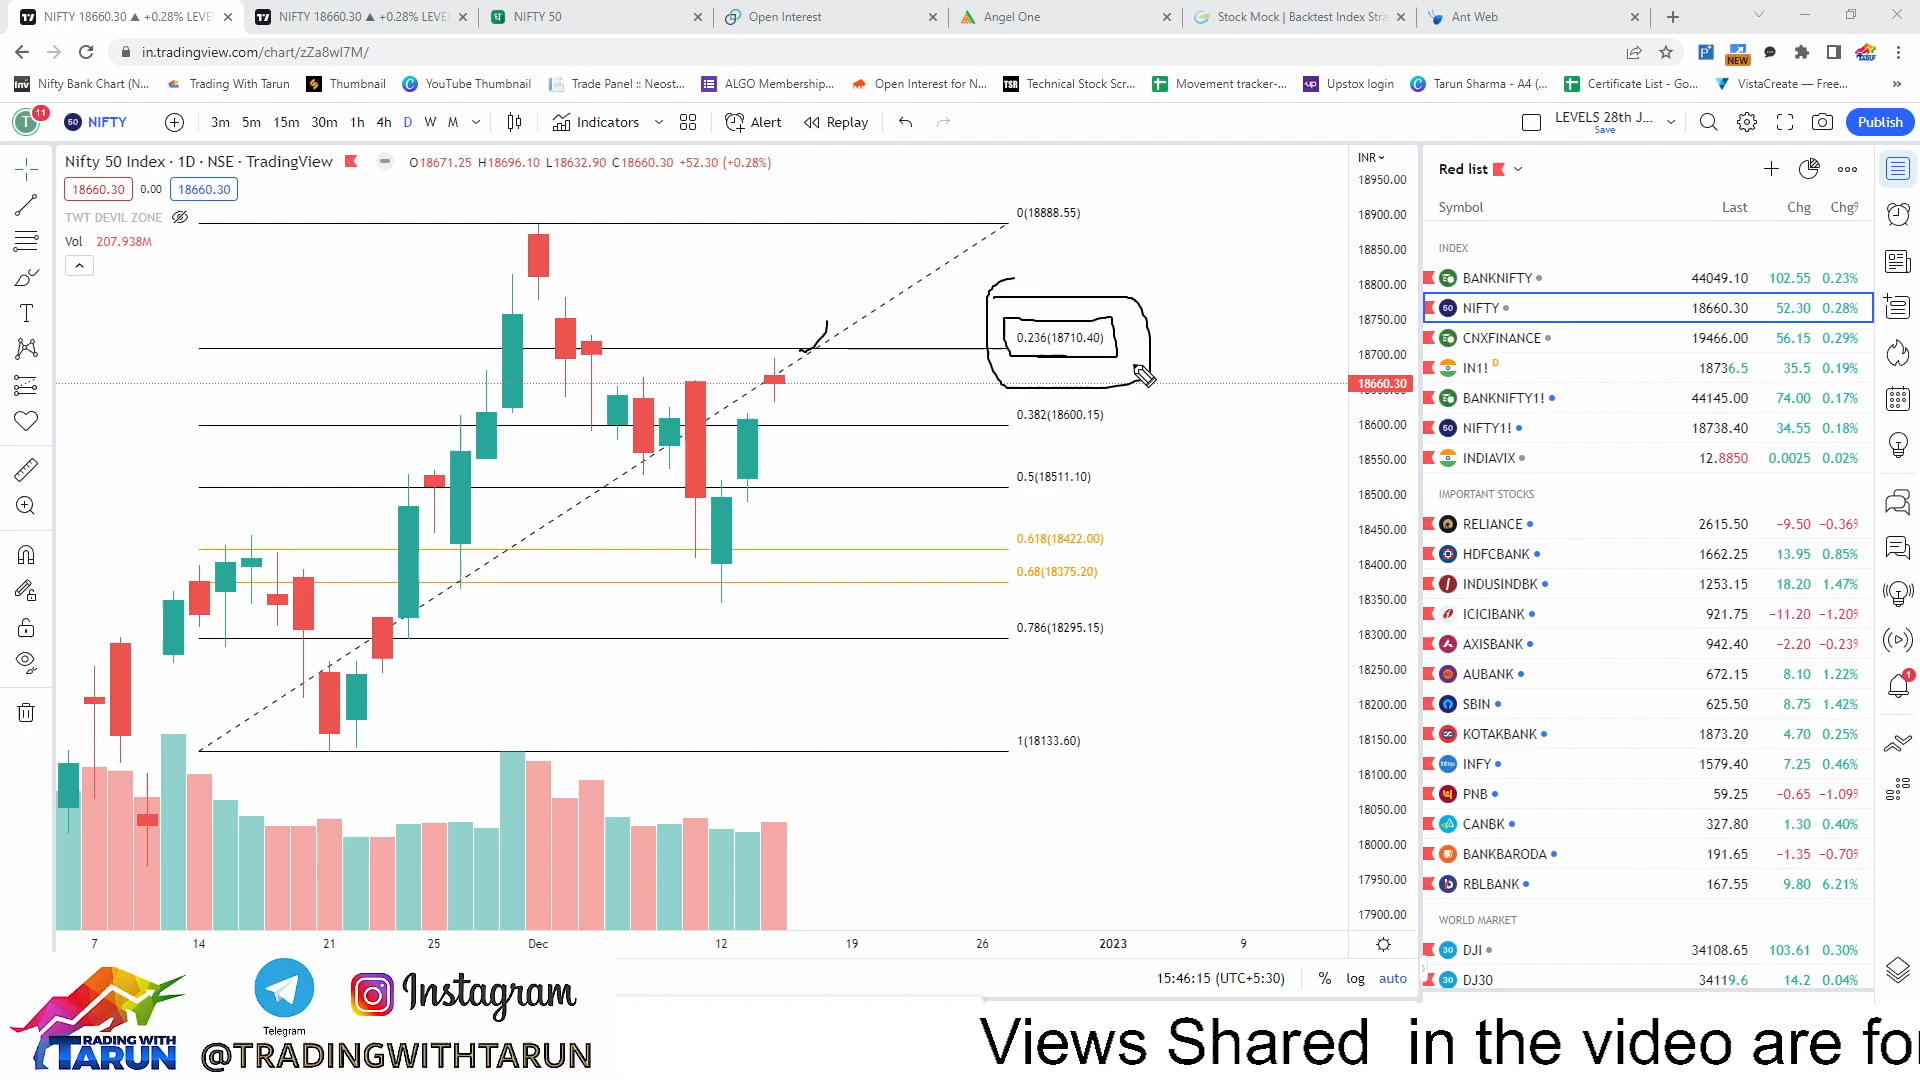 NIFTY 18660.30 ▲ +0.28% LEVE
NIFTY 18660.30 ▲ +0.28% LEVE
NIFTY 50
Open Interest
Angel One
Stock Mock | Backtest Index Stra
Ant Web
in.tradingview.com/chart/zZa8wl7M/
NEW
Nifty Bank Chart (N...
Trading With Tarun
Thumbnail
YouTube Thumbnail
Trade Panel :: Neost...
ALGO Membership...
Open Interest for N...
Technical Stock Scr...
Movement tracker-...
Upstox login
Tarun Sharma - A4 (...
Certificate List - Go...
VistaCreate — Free...
T 11
50 NIFTY
3m 5m 15m 30m 1h 4h D W M
Indicators
Alert
Replay
LEVELS 28th J...
Save
Publish
Nifty 50 Index · 1D · NSE · TradingView
O18671.25 H18696.10 L18632.90 C18660.30 +52.30 (+0.28%)
18660.30 0.00 18660.30
TWT DEVIL ZONE
Vol 207.938M
0(18888.55)
0.236(18710.40)
0.382(18600.15)
0.5(18511.10)
0.618(18422.00)
0.68(18375.20)
0.786(18295.15)
1(18133.60)
INR
18950.00
18900.00
18850.00
18800.00
18750.00
18700.00
18660.30
18600.00
18550.00
18500.00
18450.00
18400.00
18350.00
18300.00
18250.00
18200.00
18150.00
18100.00
18050.00
18000.00
17950.00
17900.00
7 14 21 25 Dec 12 19 26 2023 9
15:46:15 (UTC+5:30) % log auto
Red list
Symbol Last Chg Chg%
INDEX
BANKNIFTY 44049.10 102.55 0.23%
NIFTY 18660.30 52.30 0.28%
CNXFINANCE 19466.00 56.15 0.29%
IN1! D 18736.5 35.5 0.19%
BANKNIFTY1! 44145.00 74.00 0.17%
NIFTY1! 18738.40 34.55 0.18%
INDIAVIX 12.8850 0.0025 0.02%
IMPORTANT STOCKS
RELIANCE 2615.50 −9.50 −0.36%
HDFCBANK 1662.25 13.95 0.85%
INDUSINDBK 1253.15 18.20 1.47%
ICICIBANK 921.75 −11.20 −1.20%
AXISBANK 942.40 −2.20 −0.23%
AUBANK 672.15 8.10 1.22%
SBIN 625.50 8.75 1.42%
KOTAKBANK 1873.20 4.70 0.25%
INFY 1579.40 7.25 0.46%
PNB 59.25 −0.65 −1.09%
CANBK 327.80 1.30 0.40%
BANKBARODA 191.65 −1.35 −0.70%
RBLBANK 167.55 9.80 6.21%
WORLD MARKET
DJI 34108.65 103.61 0.30%
DJ30 34119.6 14.2 0.04%
TRADING WITH
TARUN
Telegram
Instagram
@TRADINGWITHTARUN
Views Shared in the video are for